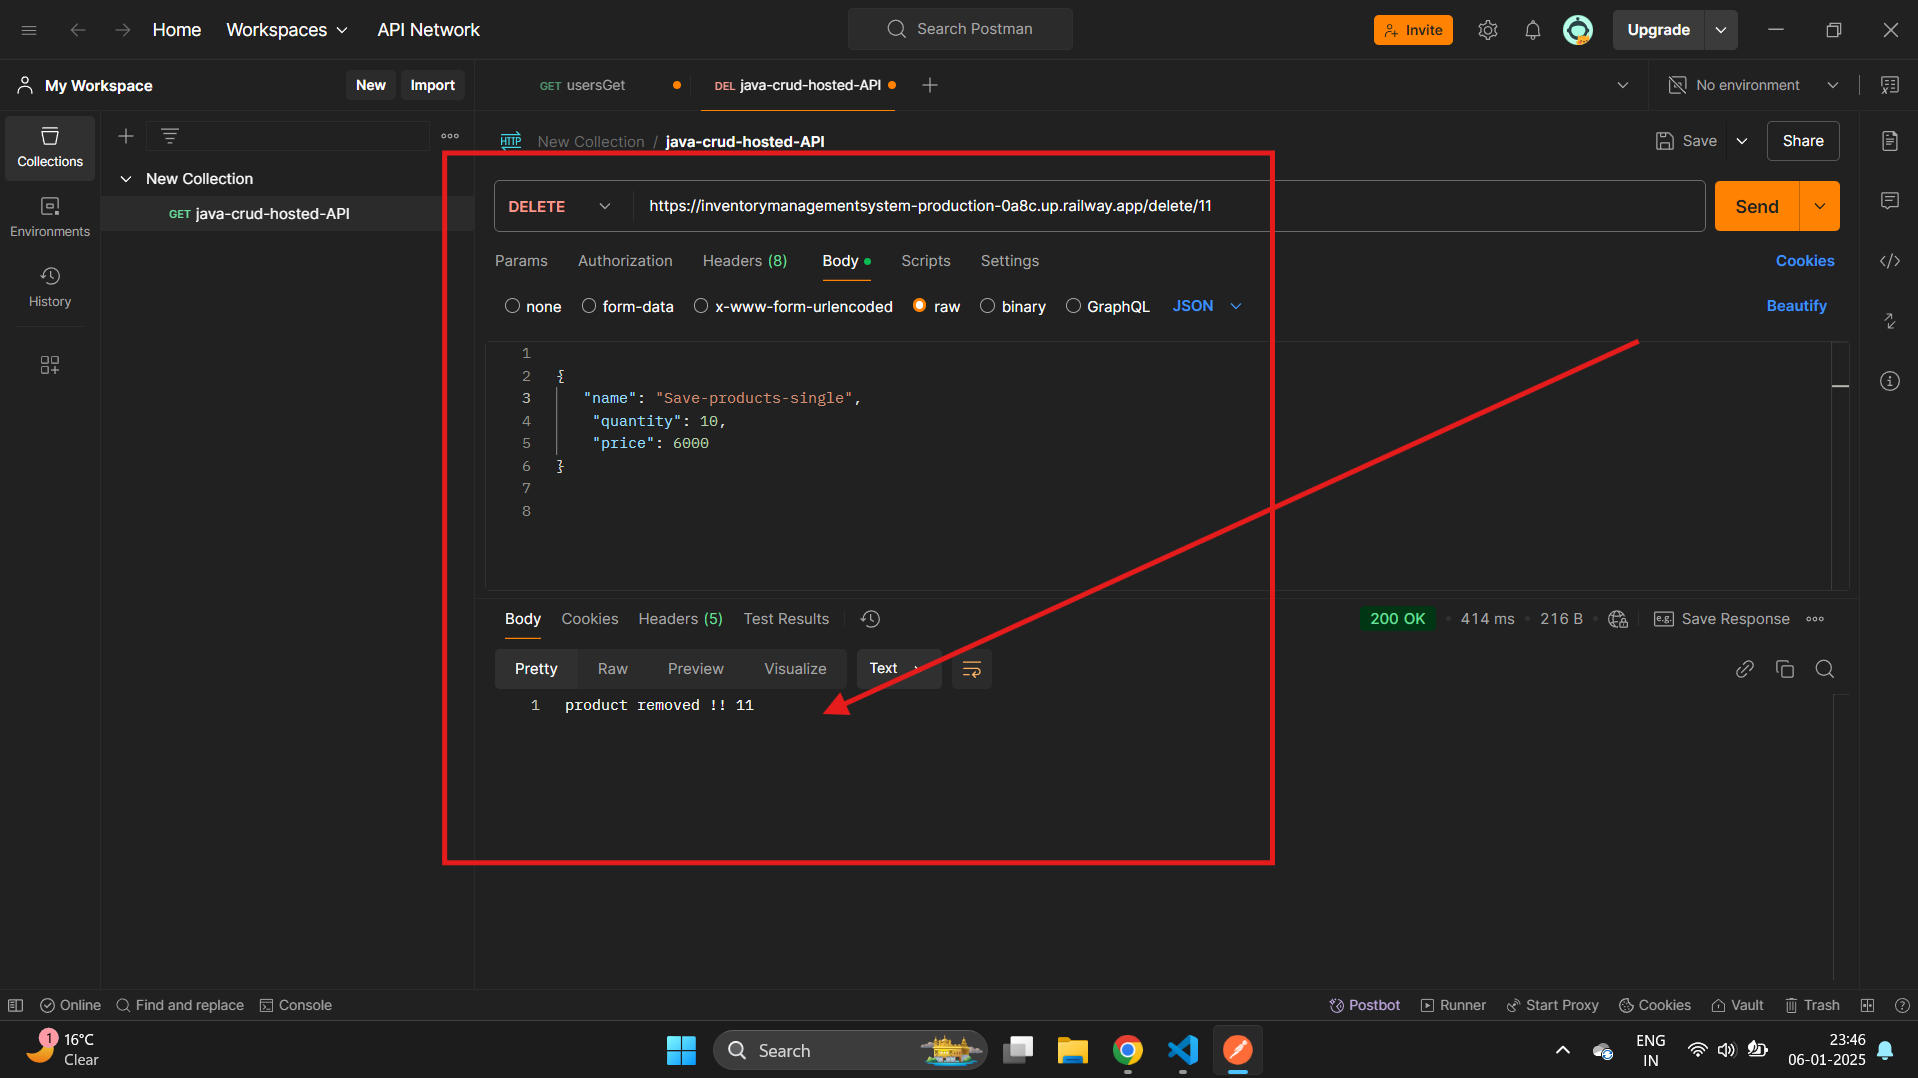 Home Workspaces API Network Search Postman Invite Upgrade
My Workspace New Import GET usersGet DEL java-crud-hosted-API No environment
Collections
Environments
History
New Collection
GET java-crud-hosted-API
HTTP New Collection / java-crud-hosted-API Save Share
DELETE https://inventorymanagementsystem-production-0a8c.up.railway.app/delete/11 Send
Params Authorization Headers (8) Body Scripts Settings Cookies
none form-data x-www-form-urlencoded raw binary GraphQL JSON Beautify
1
2 {
3 "name": "Save-products-single",
4 "quantity": 10,
5 "price": 6000
6 }
7
8
Body Cookies Headers (5) Test Results 200 OK 414 ms 216 B e.g. Save Response
Pretty Raw Preview Visualize Text
1 product removed !! 11
Online Find and replace Console Postbot Runner Start Proxy Cookies Vault Trash
1 16°C
Clear
Search
ENG
IN
23:46
06-01-2025